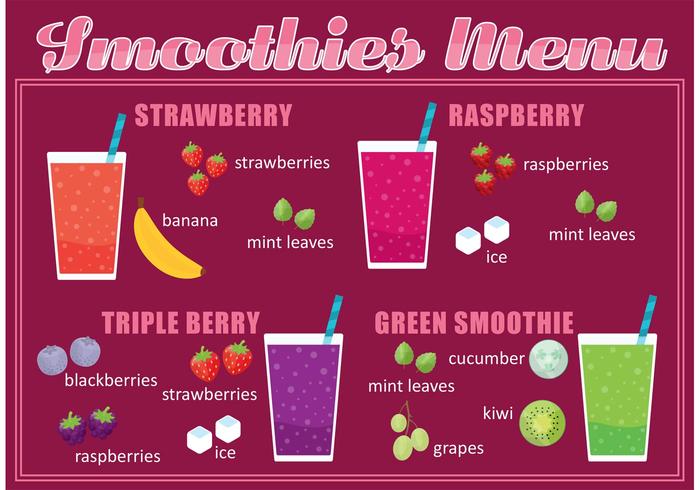 Smoothies Menu
STRAWBERRY
strawberries
banana
mint leaves
RASPBERRY
raspberries
mint leaves
ice
TRIPLE BERRY
blackberries
strawberries
raspberries
ice
GREEN SMOOTHIE
cucumber
mint leaves
kiwi
grapes